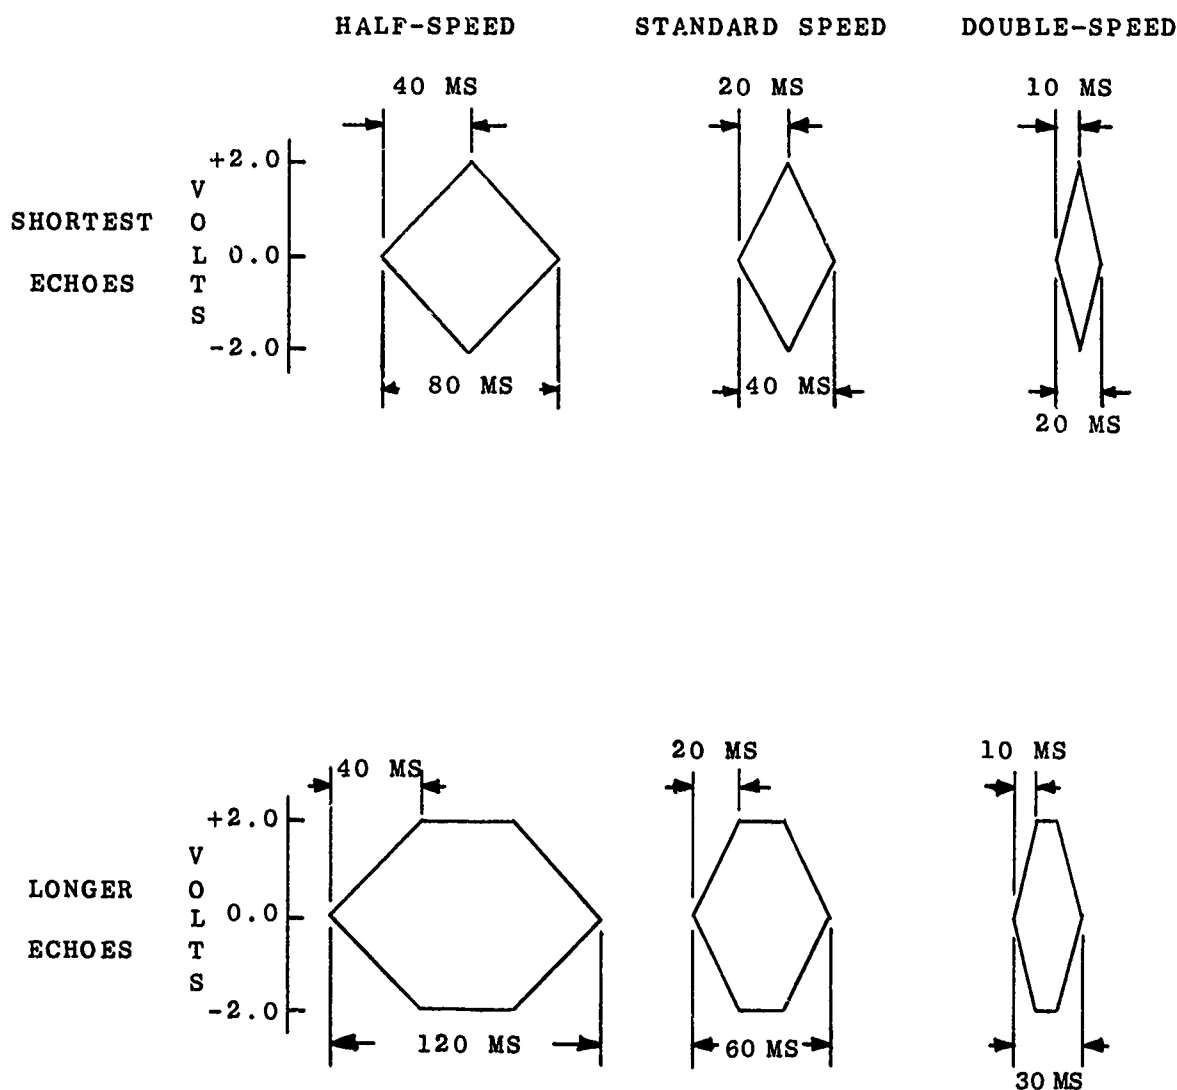 HALF-SPEED STANDARD SPEED DOUBLE-SPEED
40 MS 20 MS 10 MS
SHORTEST
ECHOES
VOLTS
+2.0
0.0
-2.0
80 MS 40 MS 20 MS
40 MS 20 MS 10 MS
LONGER
ECHOES
VOLTS
+2.0
0.0
-2.0
120 MS 60 MS 30 MS